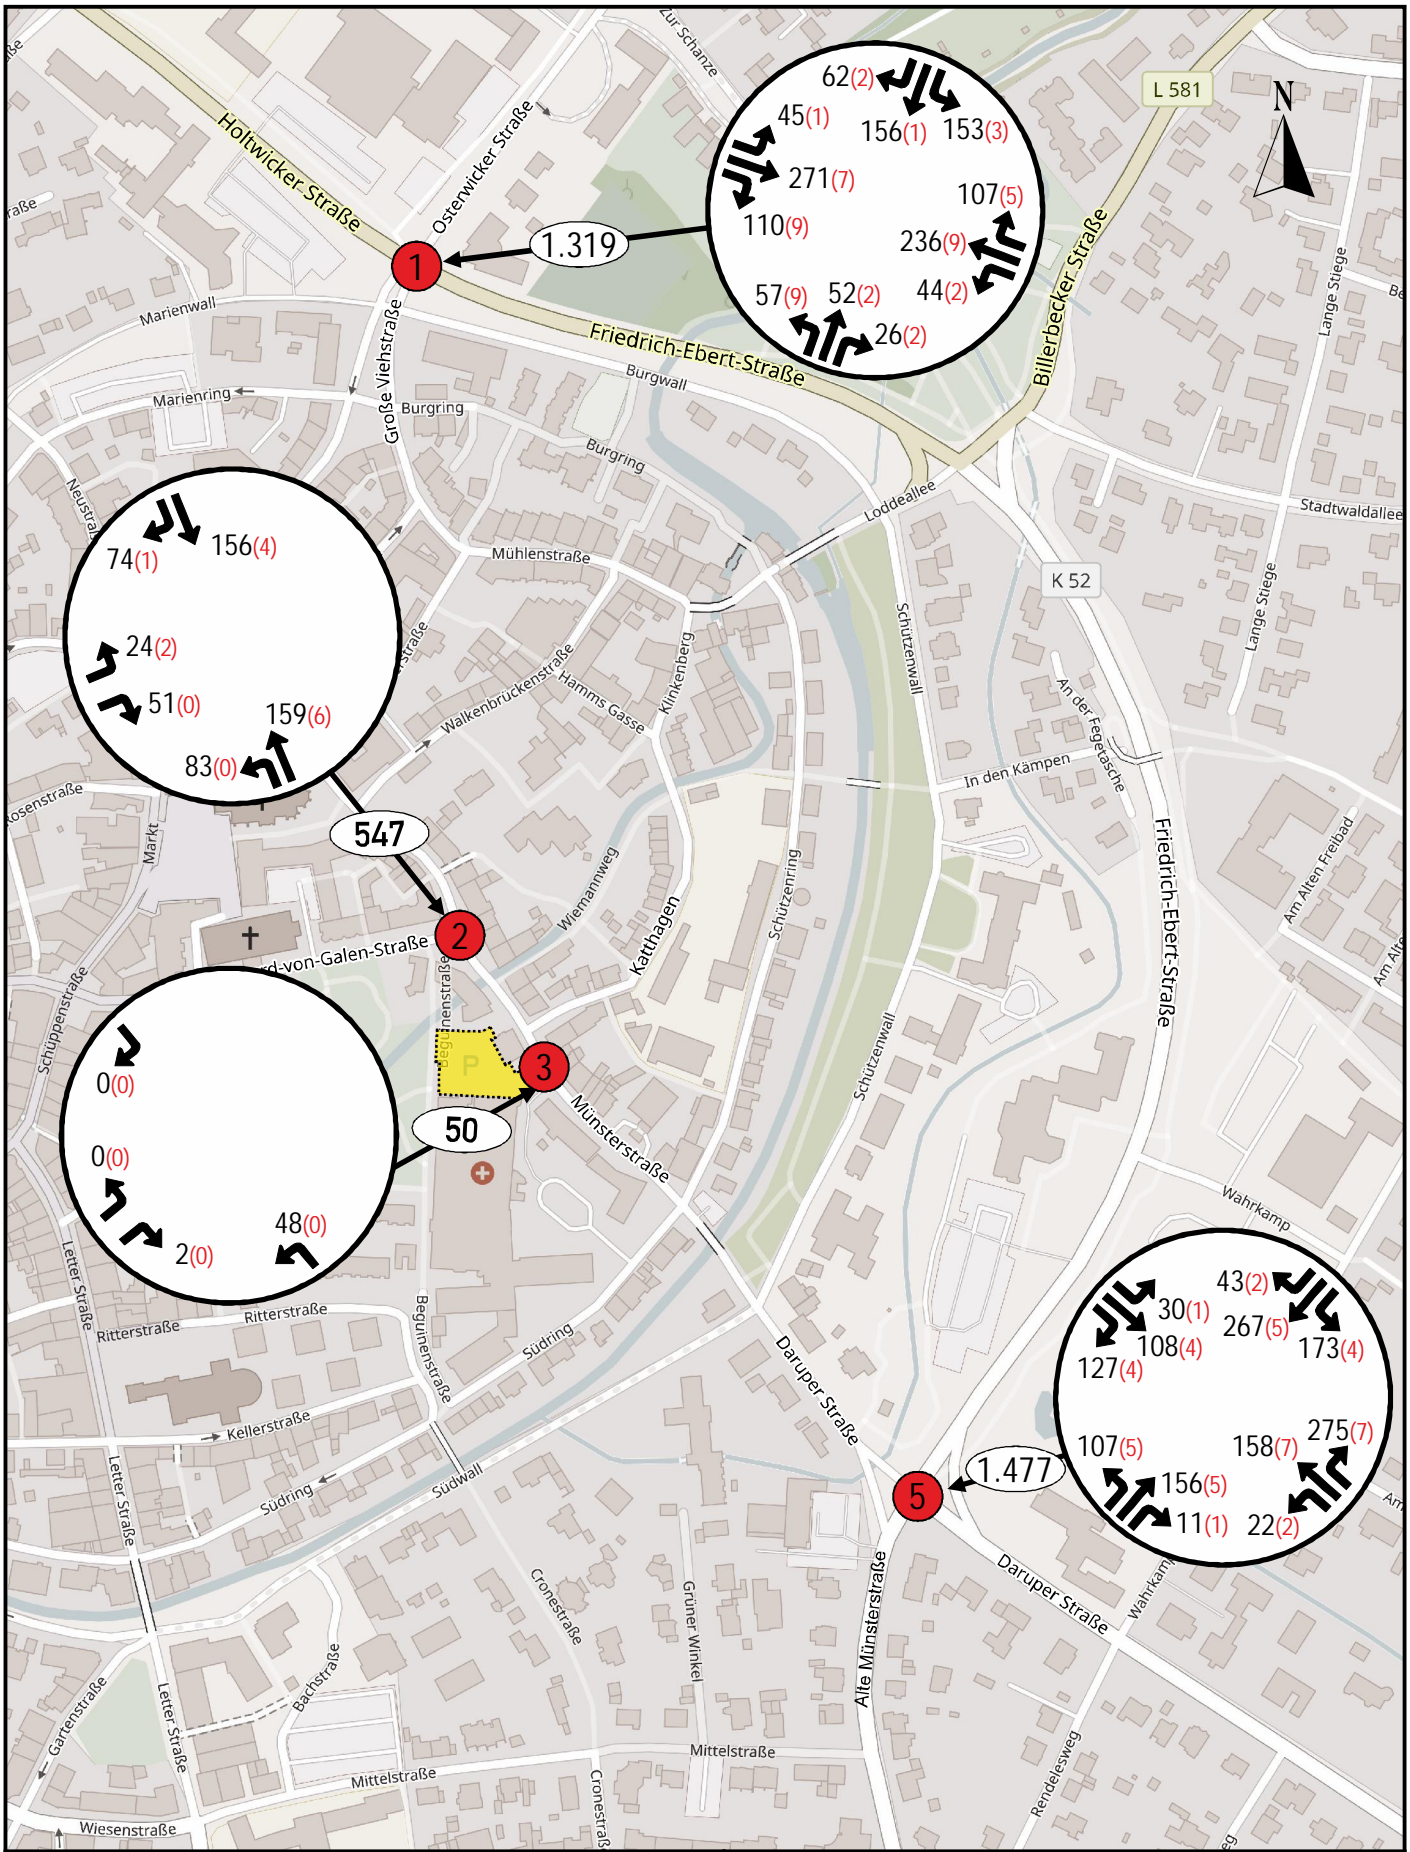 Zur Schanze
L 581
N
62(2)
156(1)
153(3)
45(1)
271(7)
110(9)
107(5)
236(9)
44(2)
57(9)
52(2)
26(2)
Holtwicker Straße
Osterwicker Straße
1.319
1
Marienwall
Große Viehstraße
Friedrich-Ebert-Straße
Billerbecker Straße
Lange Stiege
Burgwall
Marienring
Burgring
Burgring
Loddeallee
Stadtwaldallee
K 52
Mühlenstraße
74(1)
156(4)
24(2)
51(0)
159(6)
83(0)
Klinkenberg
Schützenwall
Lange Stiege
Walkenbrückenstraße
Hamms Gasse
An der Fegetasche
In den Kämpen
Markt
547
Wiemannweg
Schützenring
Friedrich-Ebert-Straße
Am Alten Freibad
2
rd-von-Galen-Straße
Katthagen
Schüppenstraße
Beguinenstraße
P
3
Schützenwall
0(0)
0(0)
2(0)
48(0)
50
Münsterstraße
Wahrkamp
Letter Straße
Ritterstraße
Ritterstraße
Beguinenstraße
Südring
Daruper Straße
30(1)
108(4)
127(4)
43(2)
267(5)
173(4)
107(5)
156(5)
11(1)
158(7)
275(7)
22(2)
Kellerstraße
1.477
5
Letter Straße
Südring
Südwall
Daruper Straße
Wahrkamp
Cronestraße
Grüner Winkel
Alte Münsterstraße
Gartenstraße
Letter Straße
Bachstraße
Mittelstraße
Mittelstraße
Cronestraß
Rendelesweg
Wiesenstraße